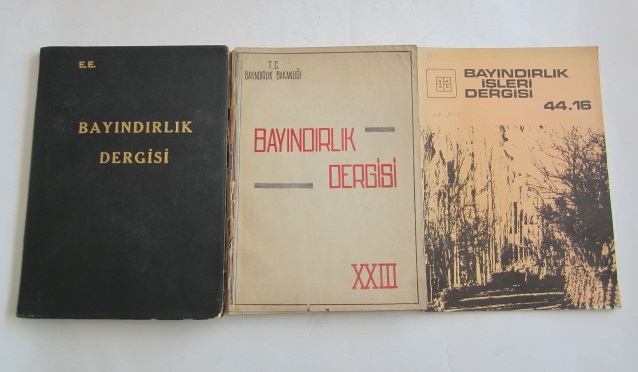 E.E.
BAYINDIRLIK
DERGİSİ
T.C.
BAYINDIRLIK BAKANLIĞI
BAYINDIRLIK
DERGİSİ
XXIII
BAYINDIRLIK
İŞLERİ
DERGİSİ
44.16